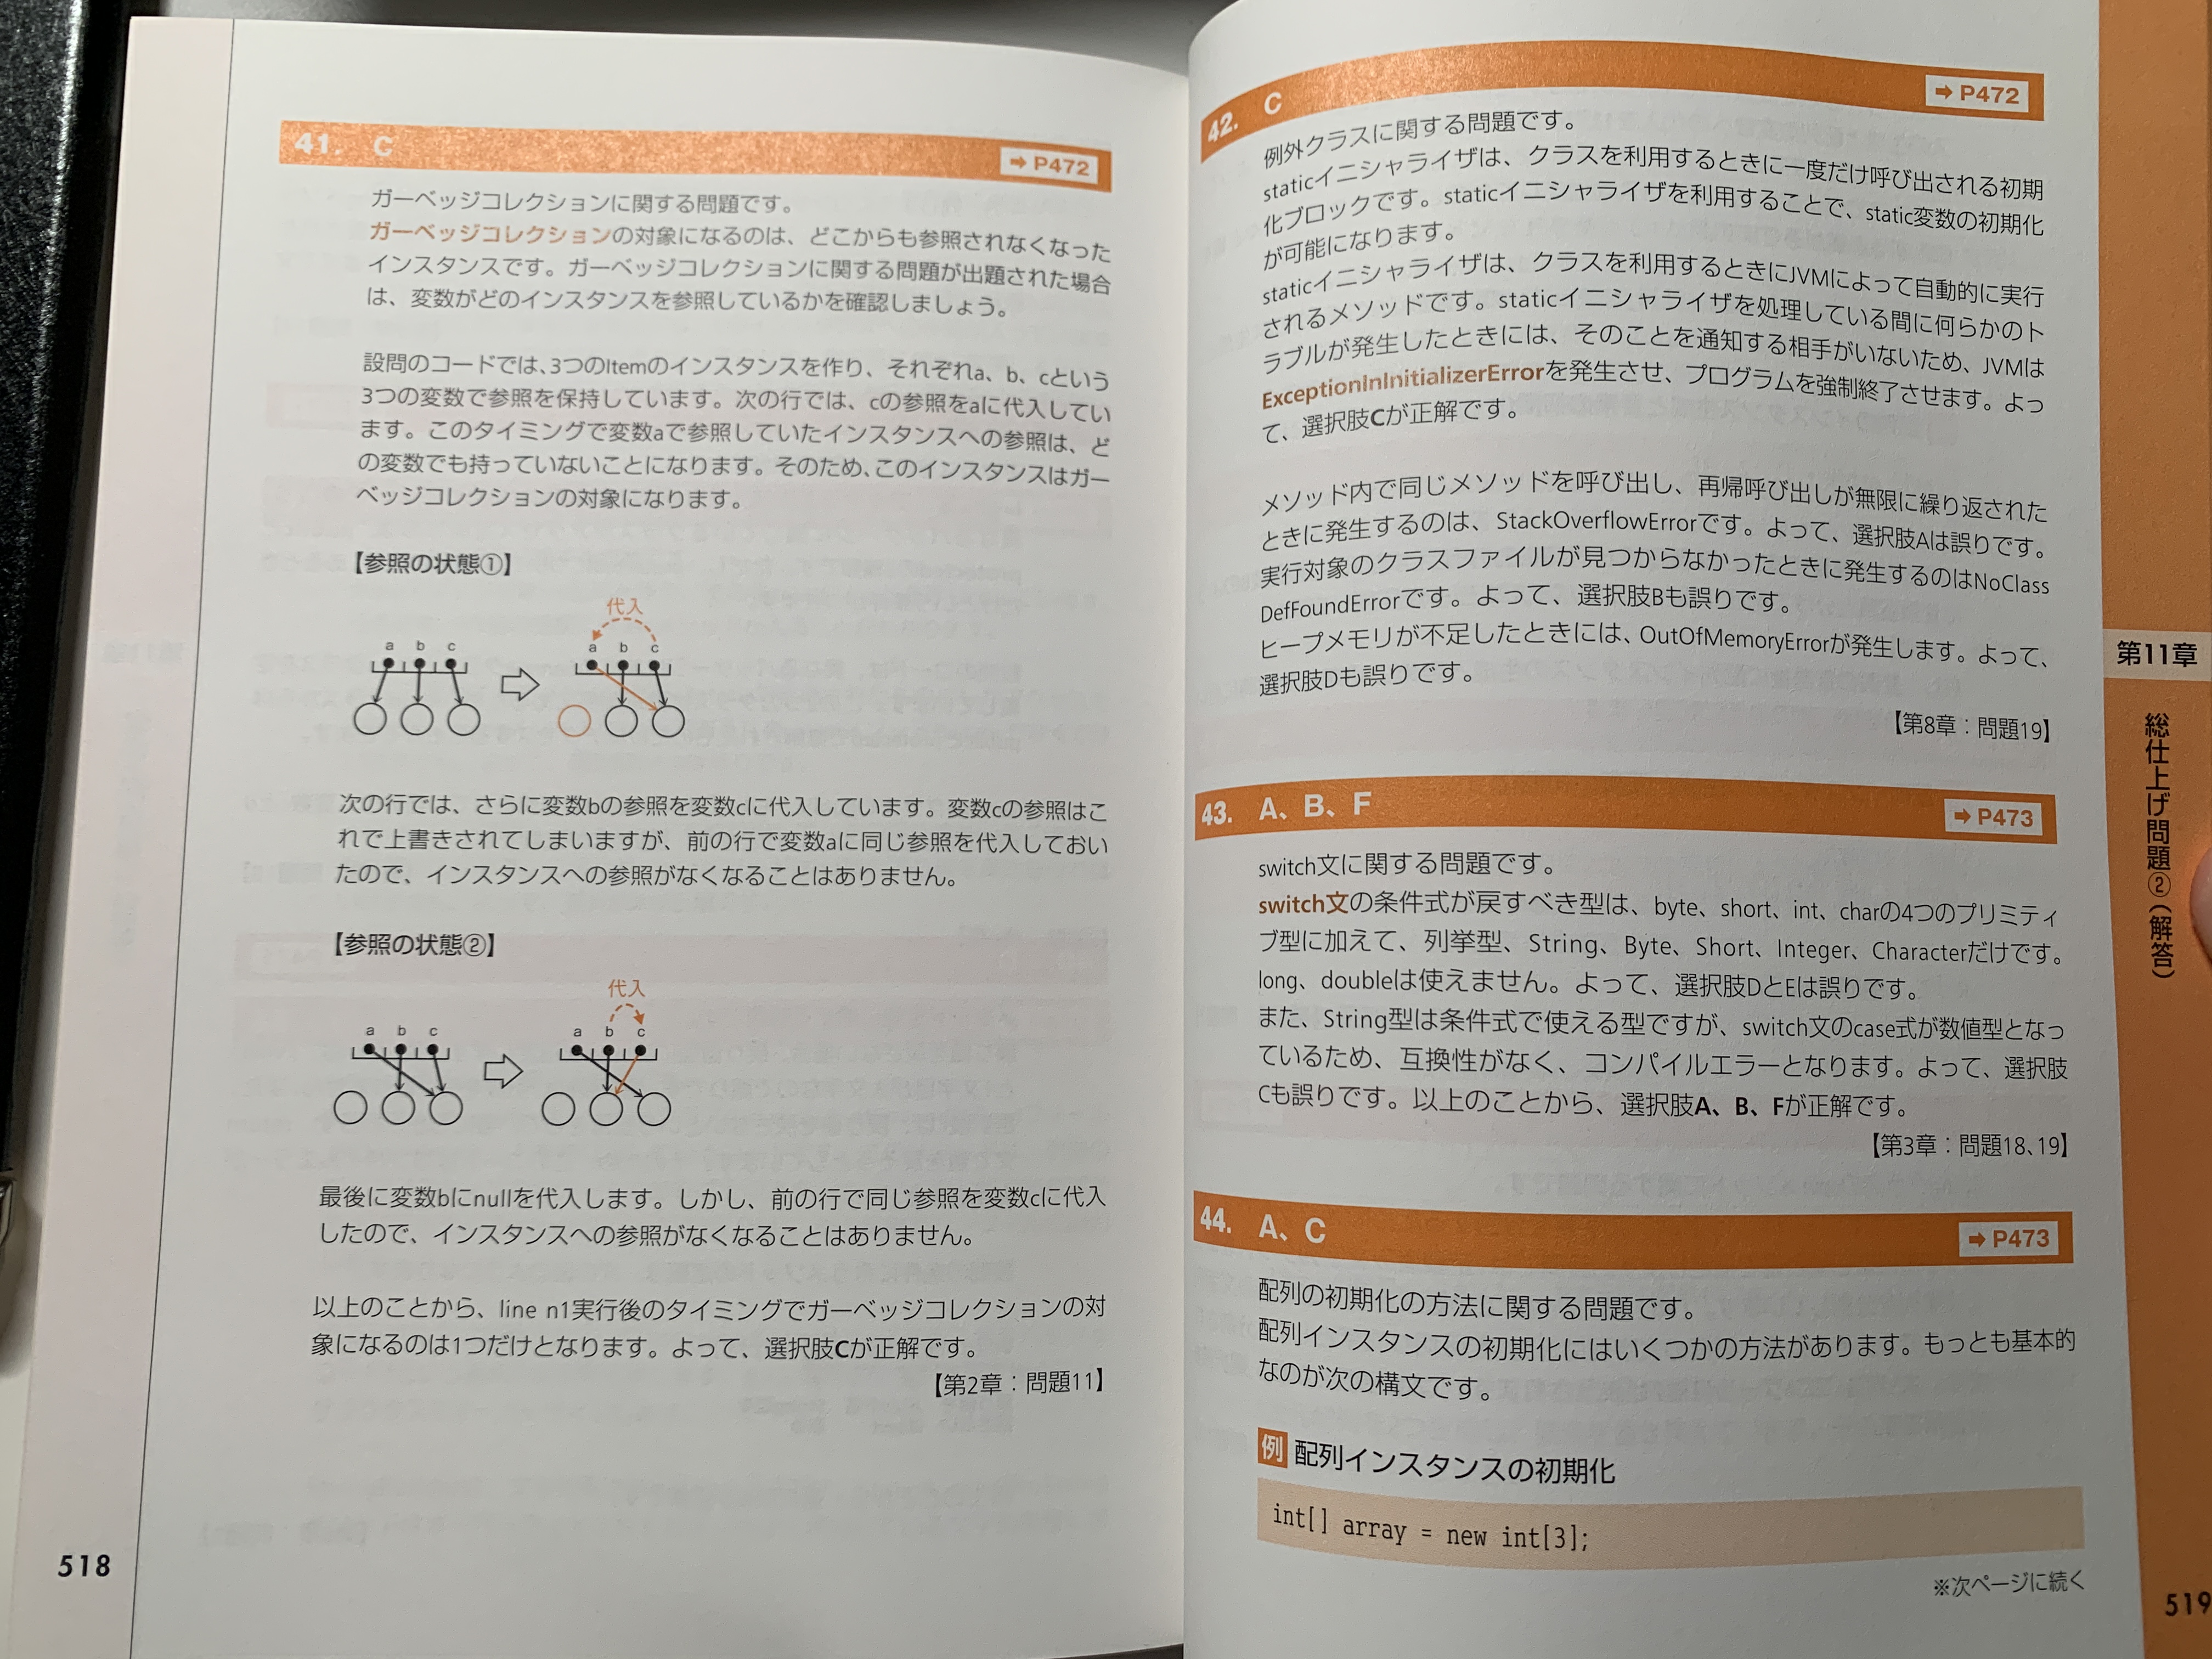 41. C
➡ P472
ガーベッジコレクションに関する問題です。
ガーベッジコレクションの対象になるのは、どこからも参照されなくなった
インスタンスです。ガーベッジコレクションに関する問題が出題された場合
は、変数がどのインスタンスを参照しているかを確認しましょう。
設問のコードでは、3つのItemのインスタンスを作り、それぞれa、b、cという
3つの変数で参照を保持しています。次の行では、cの参照をaに代入してい
ます。このタイミングで変数aで参照していたインスタンスへの参照は、ど
の変数でも持っていないことになります。そのため、このインスタンスはガー
ベッジコレクションの対象になります。
【参照の状態①】
代入
a b c
a b c
次の行では、さらに変数bの参照を変数cに代入しています。変数cの参照はこ
れで上書きされてしまいますが、前の行で変数aに同じ参照を代入しておい
たので、インスタンスへの参照がなくなることはありません。
【参照の状態②】
代入
a b c
a b c
最後に変数bにnullを代入します。しかし、前の行で同じ参照を変数cに代入
したので、インスタンスへの参照がなくなることはありません。
以上のことから、line n1実行後のタイミングでガーベッジコレクションの対
象になるのは1つだけとなります。よって、選択肢Cが正解です。
【第2章：問題11】
518
42. C
➡ P472
例外クラスに関する問題です。
staticイニシャライザは、クラスを利用するときに一度だけ呼び出される初期
化ブロックです。staticイニシャライザを利用することで、static変数の初期化
が可能になります。
staticイニシャライザは、クラスを利用するときにJVMによって自動的に実行
されるメソッドです。staticイニシャライザを処理している間に何らかのト
ラブルが発生したときには、そのことを通知する相手がいないため、JVMは
ExceptionInInitializerErrorを発生させ、プログラムを強制終了させます。よっ
て、選択肢Cが正解です。
メソッド内で同じメソッドを呼び出し、再帰呼び出しが無限に繰り返された
ときに発生するのは、StackOverflowErrorです。よって、選択肢Aは誤りです。
実行対象のクラスファイルが見つからなかったときに発生するのはNoClass
DefFoundErrorです。よって、選択肢Bも誤りです。
ヒープメモリが不足したときには、OutOfMemoryErrorが発生します。よって、
選択肢Dも誤りです。
【第8章：問題19】
43. A、B、F
➡ P473
switch文に関する問題です。
switch文の条件式が戻すべき型は、byte、short、int、charの4つのプリミティ
ブ型に加えて、列挙型、String、Byte、Short、Integer、Characterだけです。
long、doubleは使えません。よって、選択肢DとEは誤りです。
また、String型は条件式で使える型ですが、switch文のcase式が数値型となっ
ているため、互換性がなく、コンパイルエラーとなります。よって、選択肢
Cも誤りです。以上のことから、選択肢A、B、Fが正解です。
【第3章：問題18、19】
44. A、C
➡ P473
配列の初期化の方法に関する問題です。
配列インスタンスの初期化にはいくつかの方法があります。もっとも基本的
なのが次の構文です。
例 配列インスタンスの初期化
int[] array = new int[3];
※次ページに続く
第11章
総仕上げ問題②（解答）
519